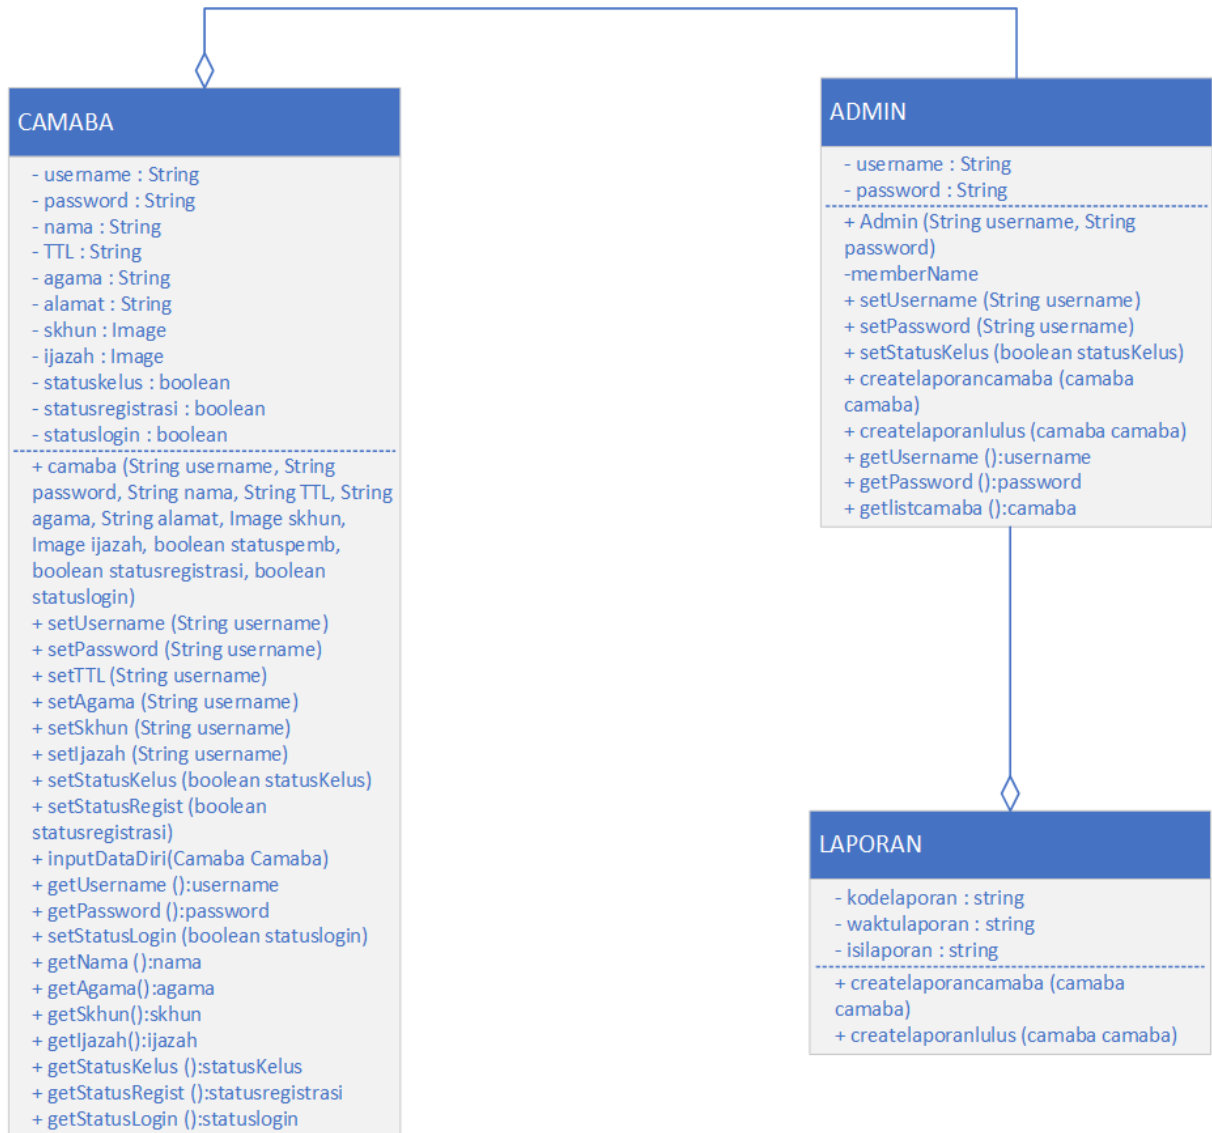 CAMABA
- username : String
- password : String
- nama : String
- TTL : String
- agama : String
- alamat : String
- skhun : Image
- ijazah : Image
- statuskelus : boolean
- statusregistrasi : boolean
- statuslogin : boolean
+ camaba (String username, String
password, String nama, String TTL, String
agama, String alamat, Image skhun,
Image ijazah, boolean statuspemb,
boolean statusregistrasi, boolean
statuslogin)
+ setUsername (String username)
+ setPassword (String username)
+ setTTL (String username)
+ setAgama (String username)
+ setSkhun (String username)
+ setIjazah (String username)
+ setStatusKelus (boolean statusKelus)
+ setStatusRegist (boolean
statusregistrasi)
+ inputDataDiri(Camaba Camaba)
+ getUsername ():username
+ getPassword ():password
+ setStatusLogin (boolean statuslogin)
+ getNama ():nama
+ getAgama():agama
+ getSkhun():skhun
+ getIjazah():ijazah
+ getStatusKelus ():statusKelus
+ getStatusRegist ():statusregistrasi
+ getStatusLogin ():statuslogin
ADMIN
- username : String
- password : String
+ Admin (String username, String
password)
-memberName
+ setUsername (String username)
+ setPassword (String username)
+ setStatusKelus (boolean statusKelus)
+ createlaporancamaba (camaba
camaba)
+ createlaporanlulus (camaba camaba)
+ getUsername ():username
+ getPassword ():password
+ getlistcamaba ():camaba
LAPORAN
- kodelaporan : string
- waktulaporan : string
- isilaporan : string
+ createlaporancamaba (camaba
camaba)
+ createlaporanlulus (camaba camaba)